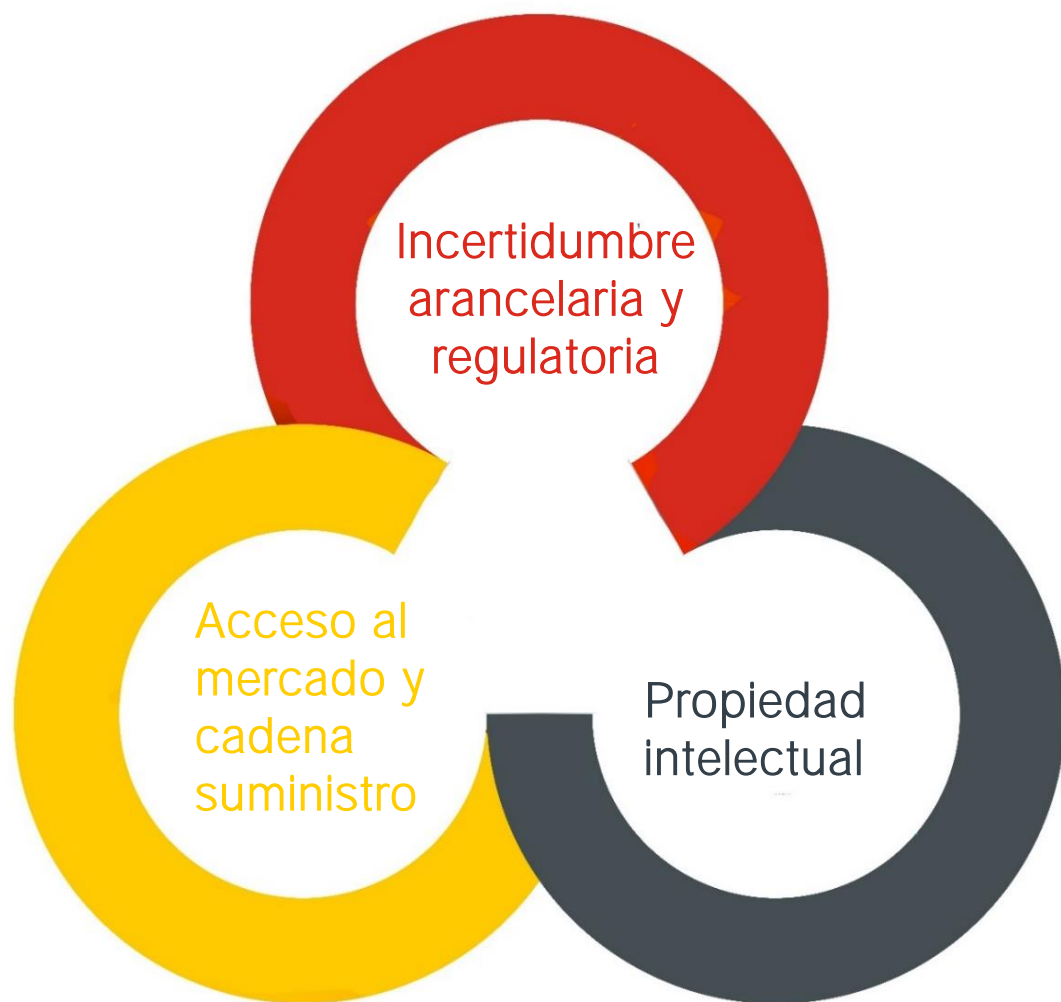 Incertidumbre
arancelaria y
regulatoria
Acceso al
mercado y
cadena
suministro
Propiedad
intelectual